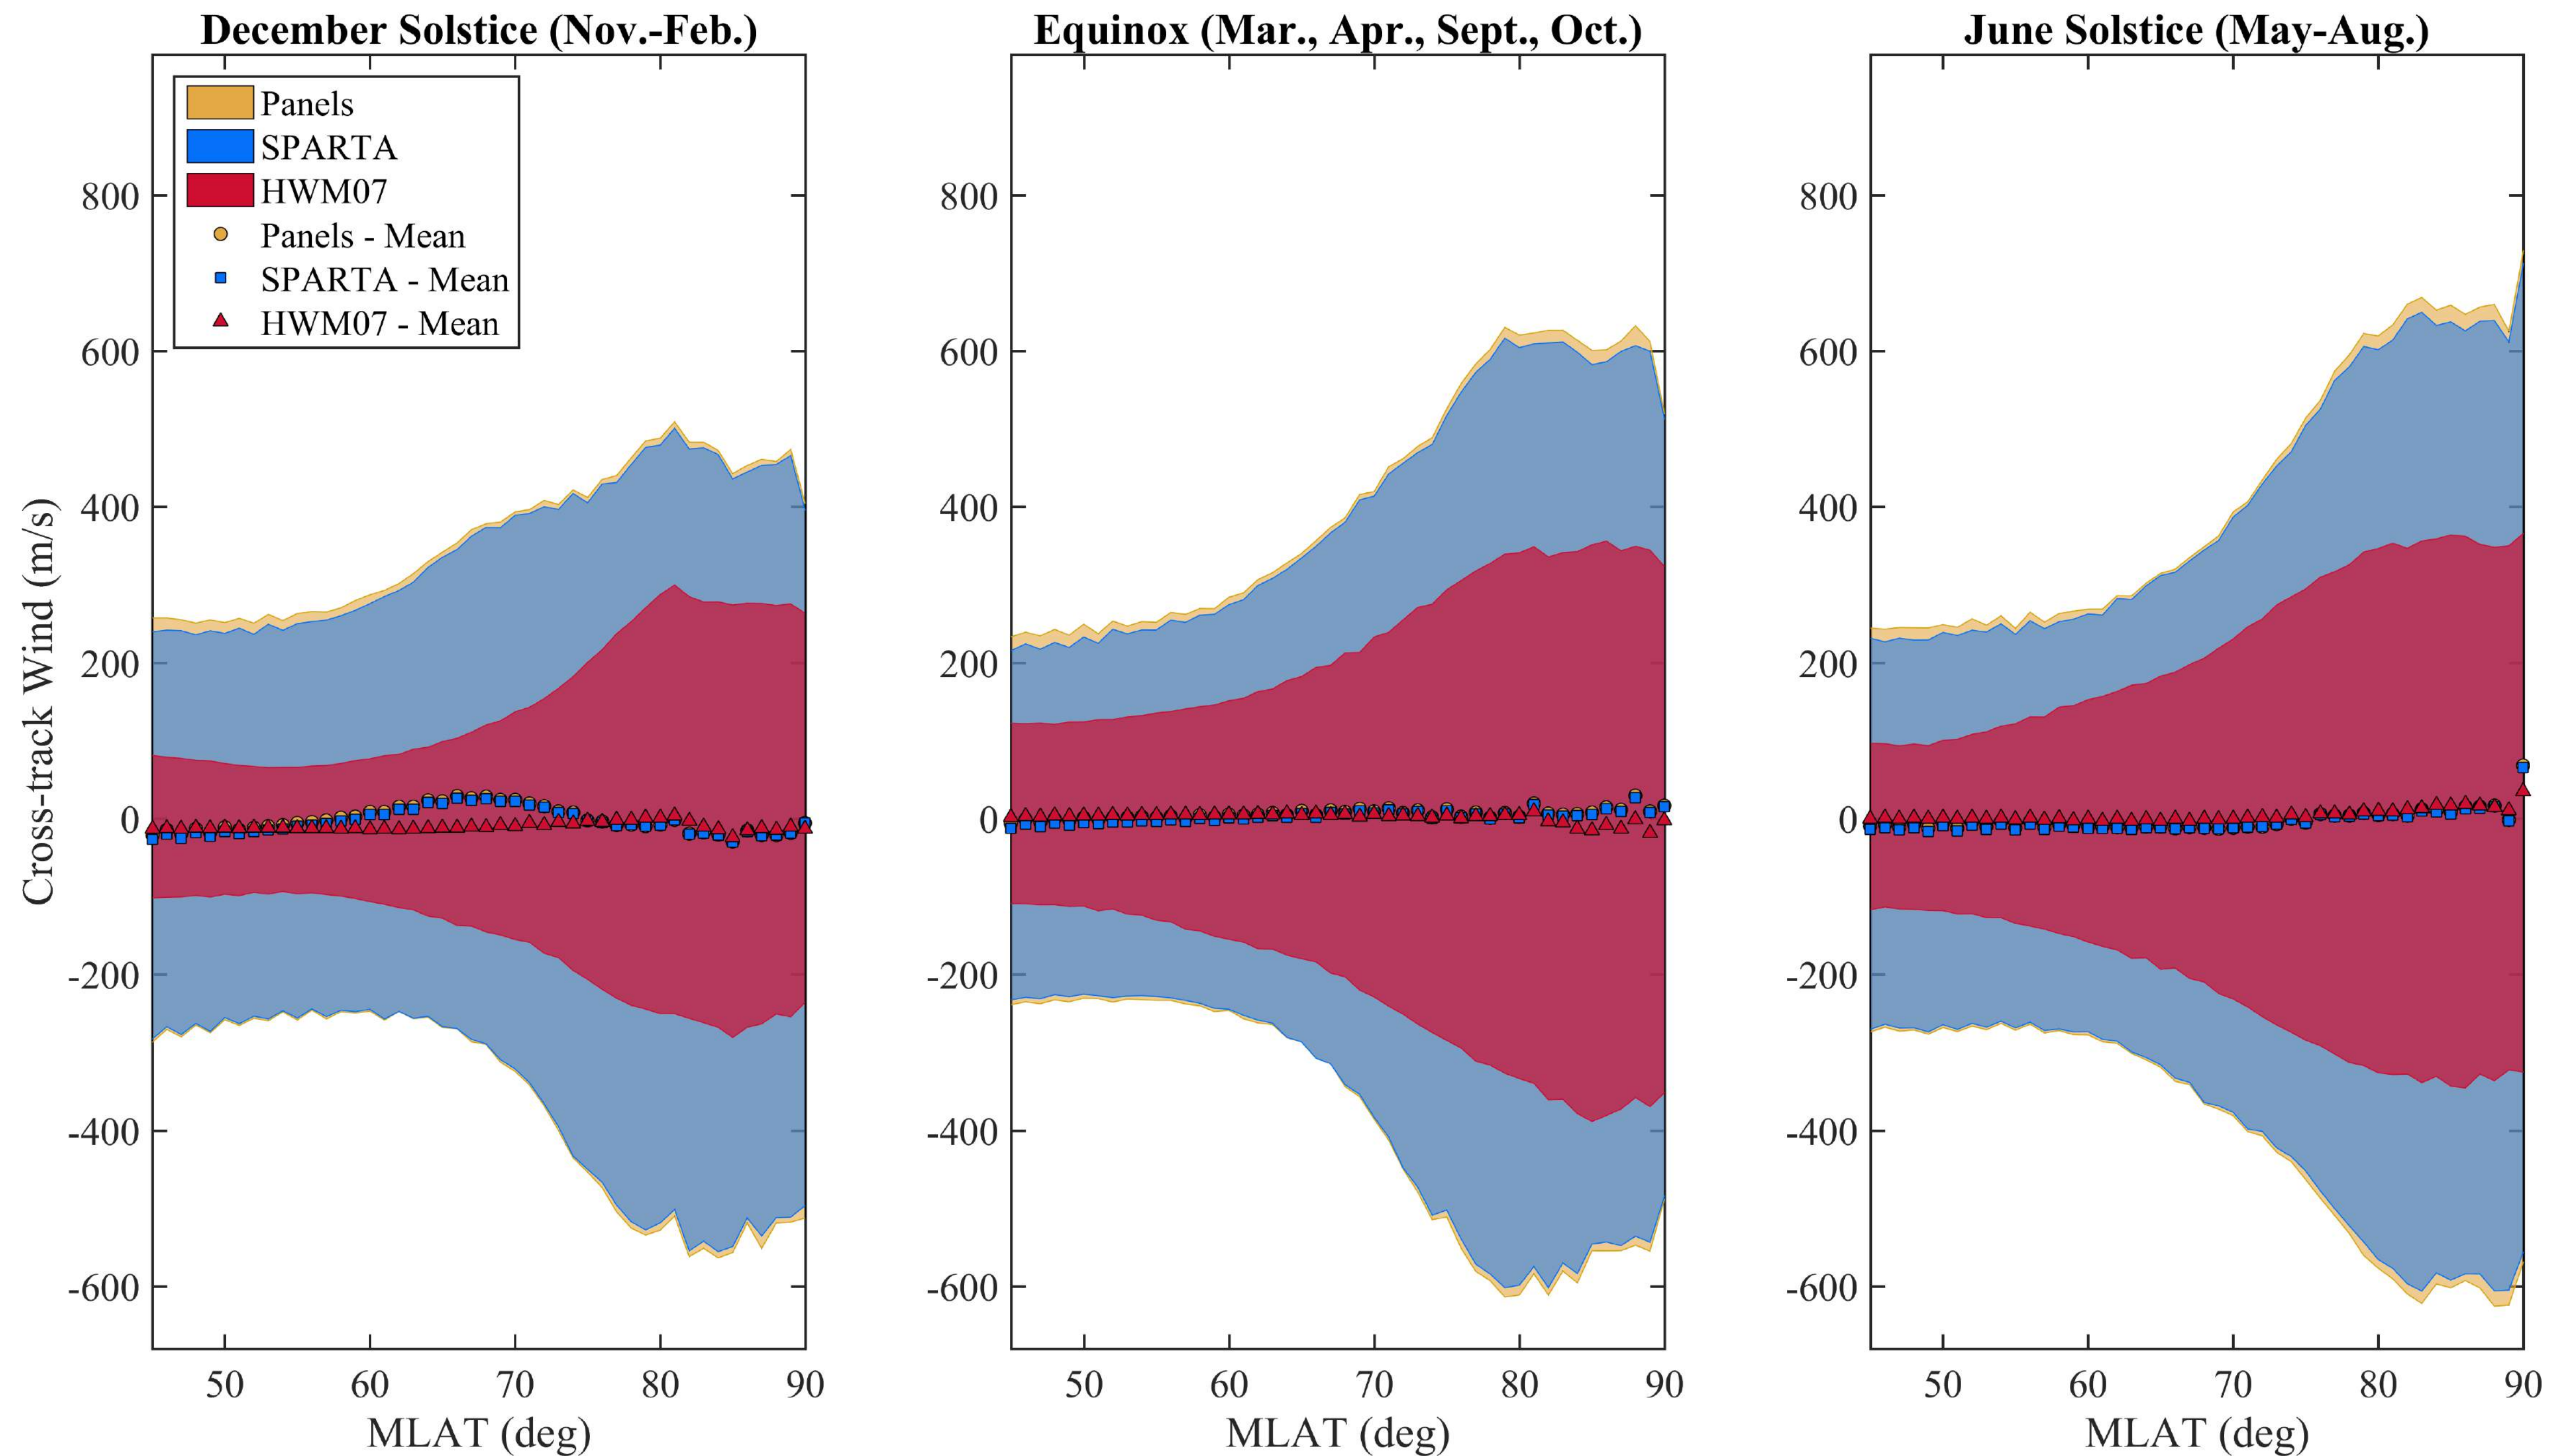 December Solstice (Nov.-Feb.)
Equinox (Mar., Apr., Sept., Oct.)
June Solstice (May-Aug.)
Panels
SPARTA
HWM07
Panels - Mean
SPARTA - Mean
HWM07 - Mean
Cross-track Wind (m/s)
800
600
400
200
0
-200
-400
-600
50 60 70 80 90
MLAT (deg)
800
600
400
200
0
-200
-400
-600
50 60 70 80 90
MLAT (deg)
800
600
400
200
0
-200
-400
-600
50 60 70 80 90
MLAT (deg)